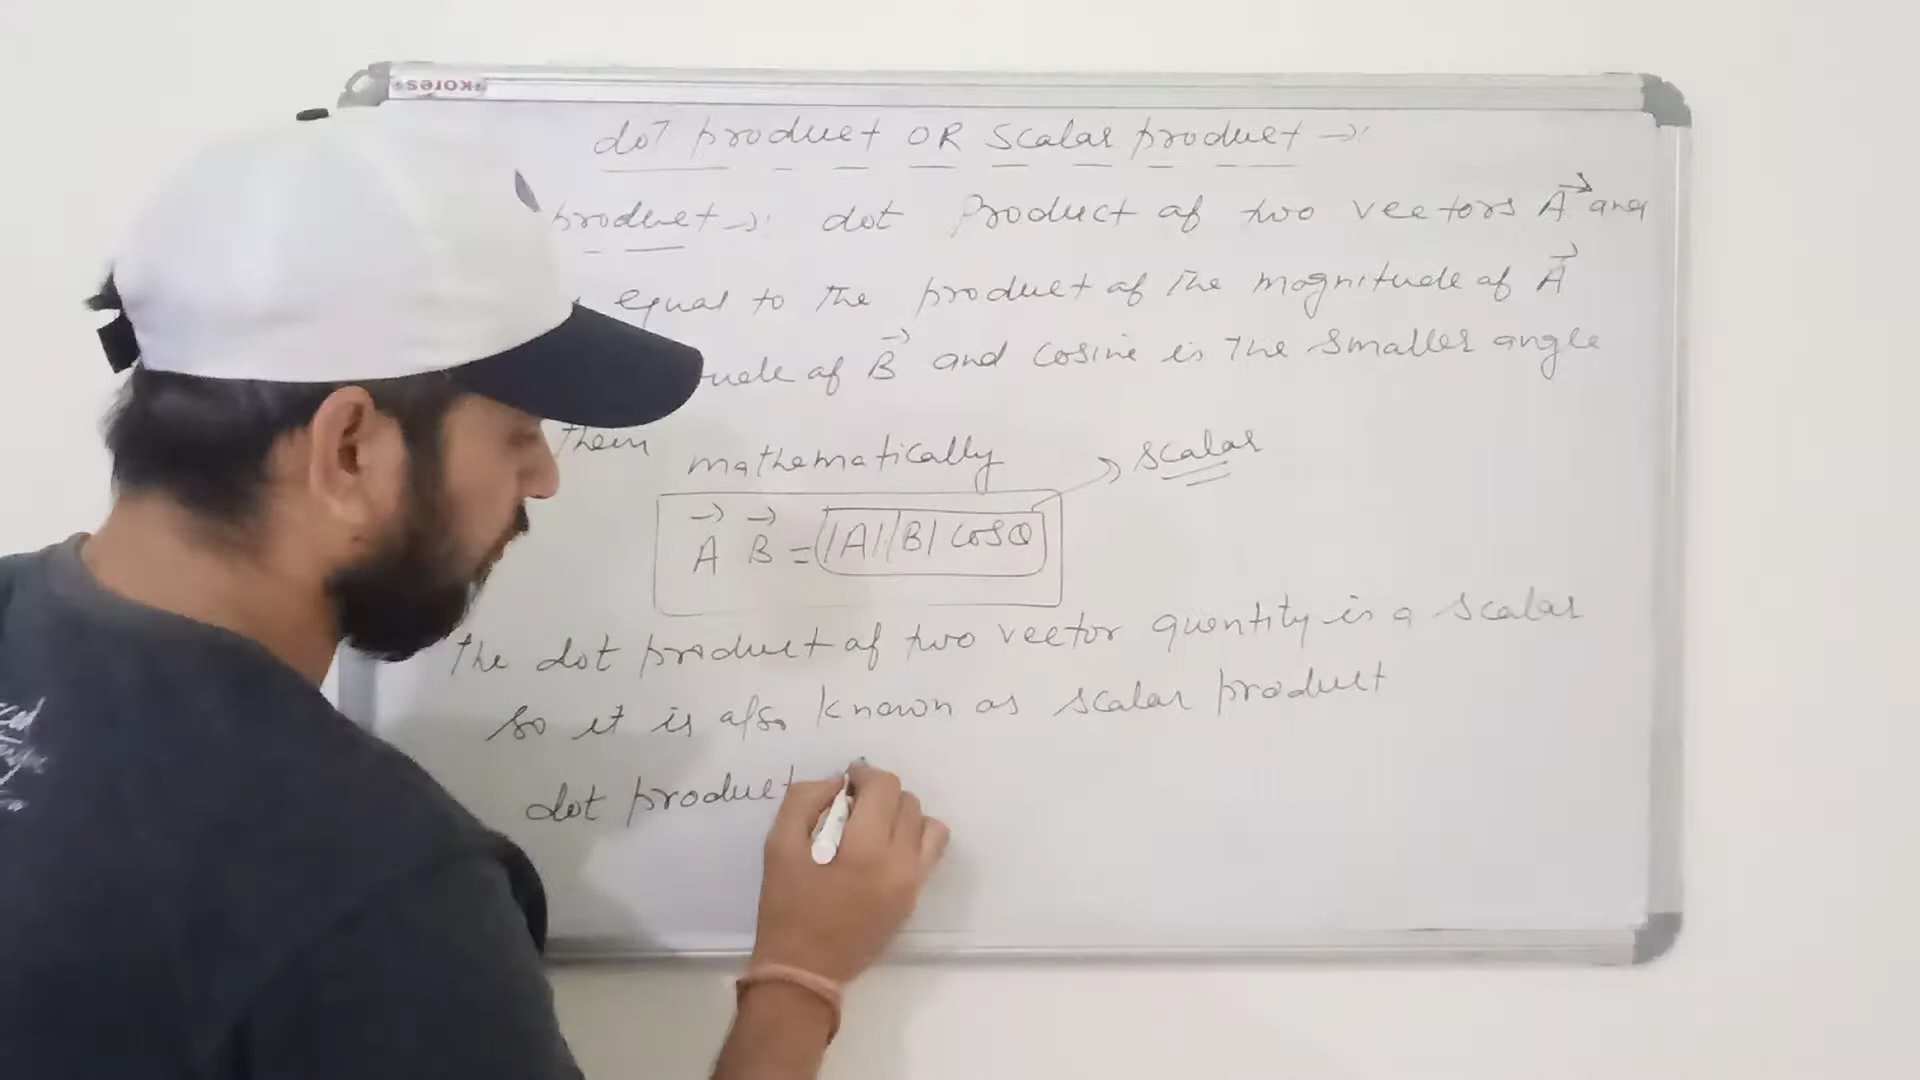 Kores
dot product OR scalar product →:
product →: dot Product of two vectors A→ and
equal to the product of the magnitude of A→
of B→ and cosine is the smaller angle
them mathematically → scalar
A→ B→ = |A||B| cosθ
The dot product of two vector quantity is a scalar
so it is also known as scalar product
dot product